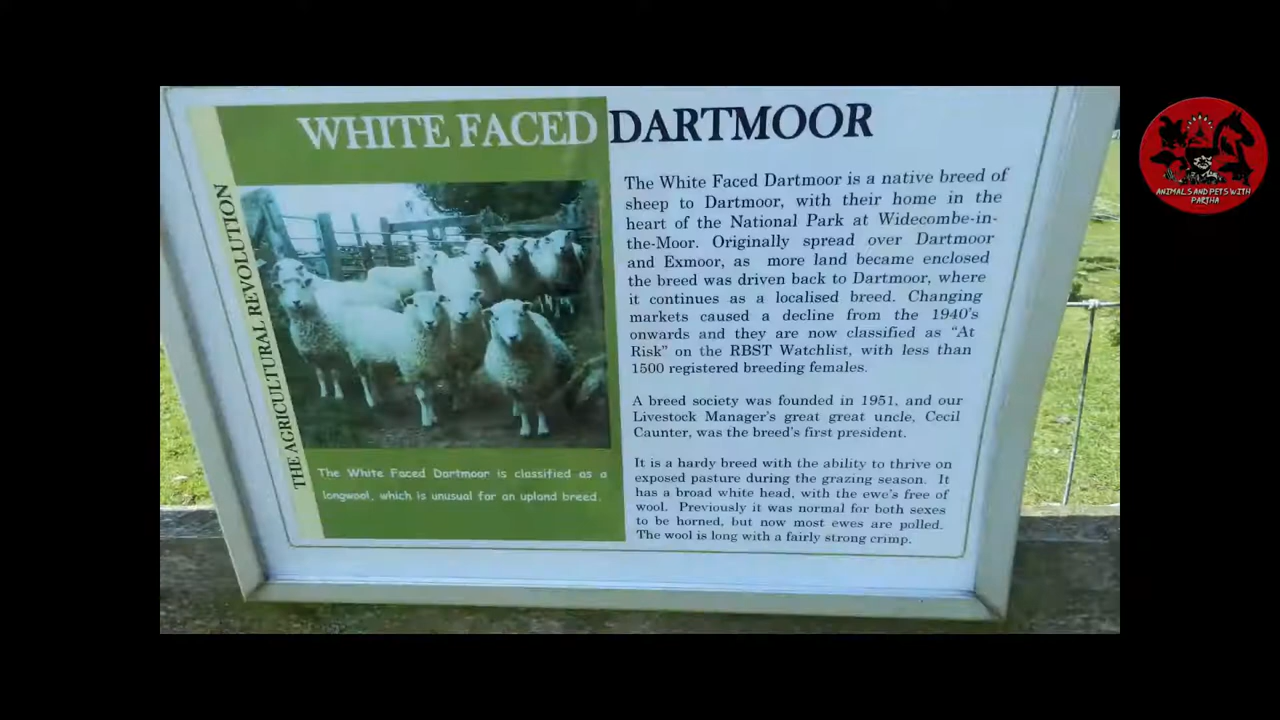 WHITE FACED DARTMOOR
THE AGRICULTURAL REVOLUTION
The White Faced Dartmoor is classified as a
longwool, which is unusual for an upland breed.
The White Faced Dartmoor is a native breed of
sheep to Dartmoor, with their home in the
heart of the National Park at Widecombe-in-
the-Moor. Originally spread over Dartmoor
and Exmoor, as more land became enclosed
the breed was driven back to Dartmoor, where
it continues as a localised breed. Changing
markets caused a decline from the 1940's
onwards and they are now classified as "At
Risk" on the RBST Watchlist, with less than
1500 registered breeding females.
A breed society was founded in 1951, and our
Livestock Manager's great great uncle, Cecil
Caunter, was the breed's first president.
It is a hardy breed with the ability to thrive on
exposed pasture during the grazing season. It
has a broad white head, with the ewe's free of
wool. Previously it was normal for both sexes
to be horned, but now most ewes are polled.
The wool is long with a fairly strong crimp.
ANIMALS AND PETS WITH
PARTHA